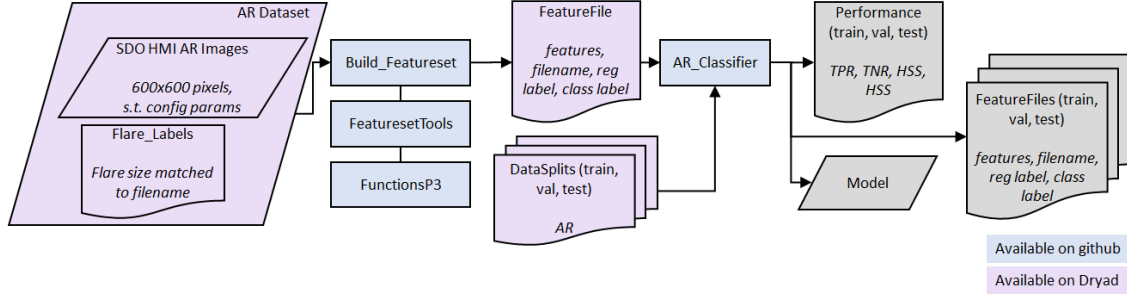 AR Dataset
SDO HMI AR Images
600x600 pixels,
s.t. config params
Flare_Labels
Flare size matched
to filename
Build_Featureset
FeaturesetTools
FunctionsP3
FeatureFile
features,
filename, reg
label, class label
DataSplits (train,
val, test)
AR
AR_Classifier
Performance
(train, val, test)
TPR, TNR, HSS,
HSS
Model
FeatureFiles (train,
val, test)
features, filename,
reg label, class
label
Available on github
Available on Dryad